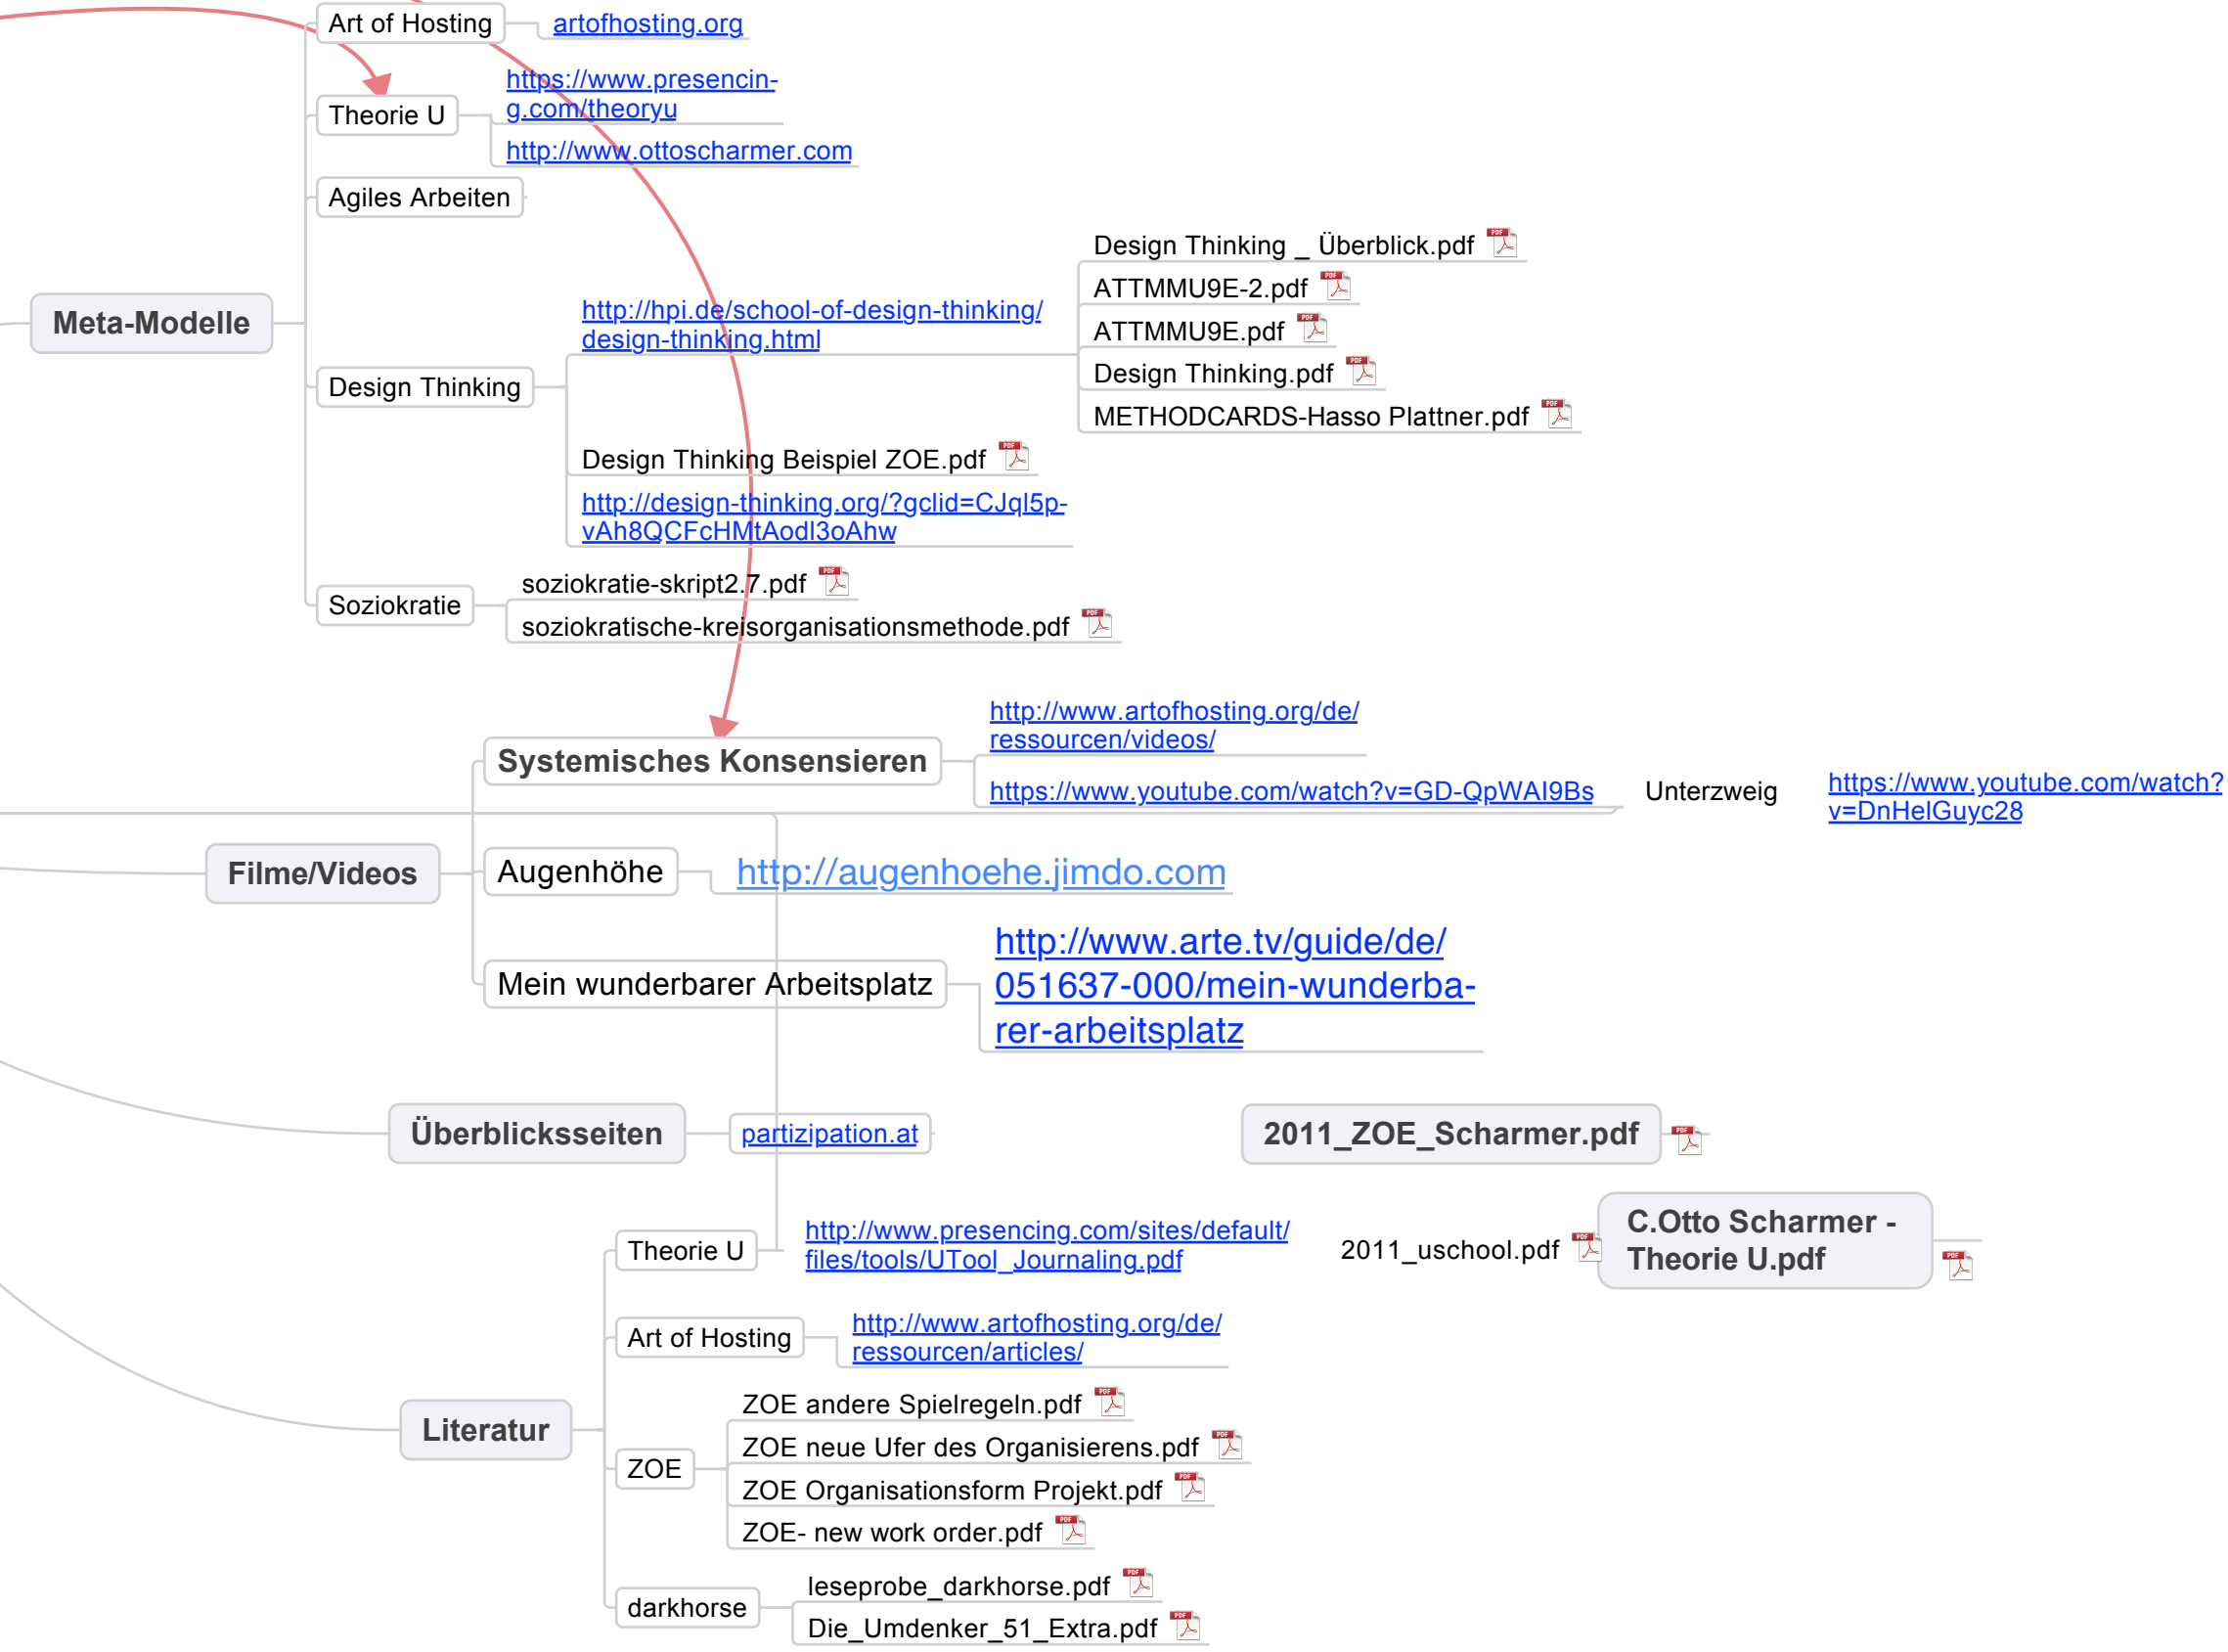 Art of Hosting
artofhosting.org
Theorie U
https://www.presencin-
g.com/theoryu
http://www.ottoscharmer.com
Agiles Arbeiten
Meta-Modelle
Design Thinking
http://hpi.de/school-of-design-thinking/
design-thinking.html
Design Thinking _ Überblick.pdf
ATTMMU9E-2.pdf
ATTMMU9E.pdf
Design Thinking.pdf
METHODCARDS-Hasso Plattner.pdf
Design Thinking Beispiel ZOE.pdf
http://design-thinking.org/?gclid=CJql5p-
vAh8QCFcHMtAodl3oAhw
Soziokratie
soziokratie-skript2.7.pdf
soziokratische-kreisorganisationsmethode.pdf
Filme/Videos
Systemisches Konsensieren
http://www.artofhosting.org/de/
ressourcen/videos/
https://www.youtube.com/watch?v=GD-QpWAI9Bs
Unterzweig
https://www.youtube.com/watch?
v=DnHelGuyc28
Augenhöhe
http://augenhoehe.jimdo.com
Mein wunderbarer Arbeitsplatz
http://www.arte.tv/guide/de/
051637-000/mein-wunderba-
rer-arbeitsplatz
Überblicksseiten
partizipation.at
2011_ZOE_Scharmer.pdf
Literatur
Theorie U
http://www.presencing.com/sites/default/
files/tools/UTool_Journaling.pdf
2011_uschool.pdf
C.Otto Scharmer -
Theorie U.pdf
Art of Hosting
http://www.artofhosting.org/de/
ressourcen/articles/
ZOE
ZOE andere Spielregeln.pdf
ZOE neue Ufer des Organisierens.pdf
ZOE Organisationsform Projekt.pdf
ZOE- new work order.pdf
darkhorse
leseprobe_darkhorse.pdf
Die_Umdenker_51_Extra.pdf